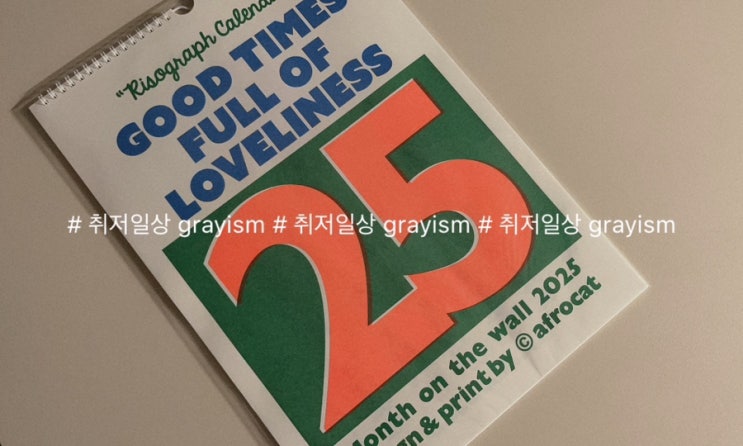 "Risograph Calendar
GOOD TIMES
FULL OF
LOVELINESS
# 취저일상 grayism # 취저일상 grayism # 취저일상 grayism
25
Month on the wall 2025
& print by © afrocat